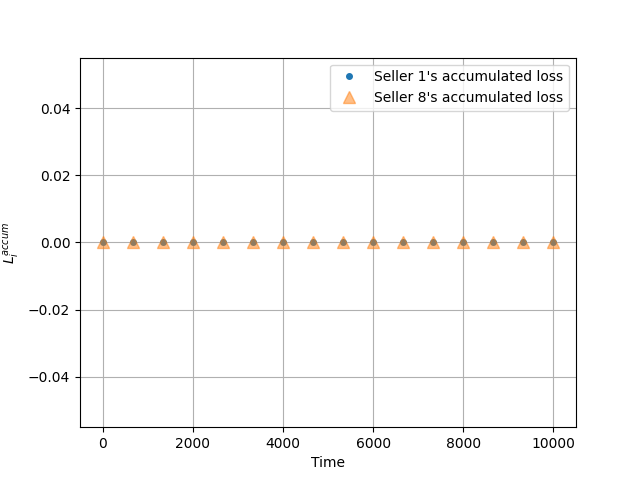 Seller 1's accumulated loss
Seller 8's accumulated loss
0.04
0.02
0.00
−0.02
−0.04
L_i^{accum}
0 2000 4000 6000 8000 10000
Time